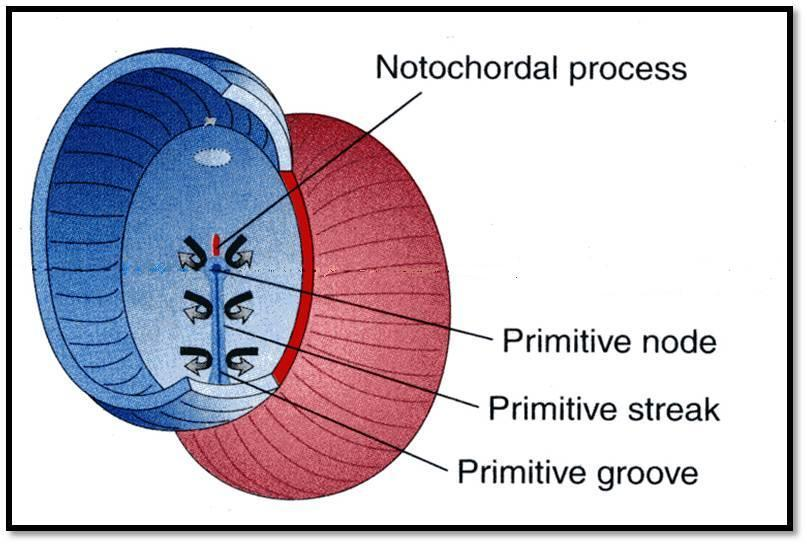 Notochordal process
Primitive node
Primitive streak
Primitive groove